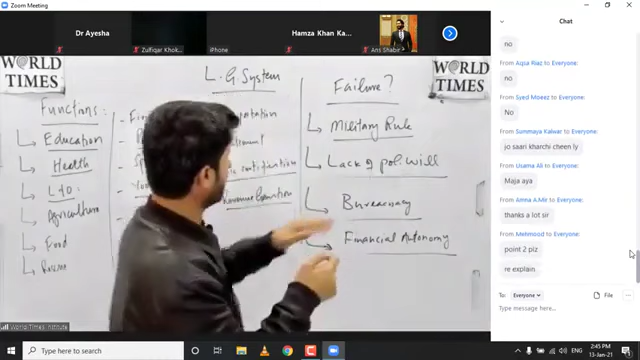 Zoom Meeting
Dr Ayesha
Zulfiqar Khok...
iPhone
Hamza Khan Ka...
Ans Shabir
WORLD
TIMES
L.G System
WORLD
TIMES
Functions:
Education
Health
Agriculture
Food
Failure?
Military Rule
Lack of pol. will
Bureaucracy
Financial Autonomy
World Times Institute
Chat
no
From Aqsa Riaz to Everyone:
no
From Syed Moeez to Everyone:
No
From Summaya Kalwar to Everyone:
jo saari kharchi cheen ly
From Usama Ali to Everyone:
Maja aya
From Amna A Mir to Everyone:
thanks a lot sir
From Mehmood to Everyone:
point 2 plz
re explain
To: Everyone
File
Type here to search
ENG
2:45 PM
13-Jan-21